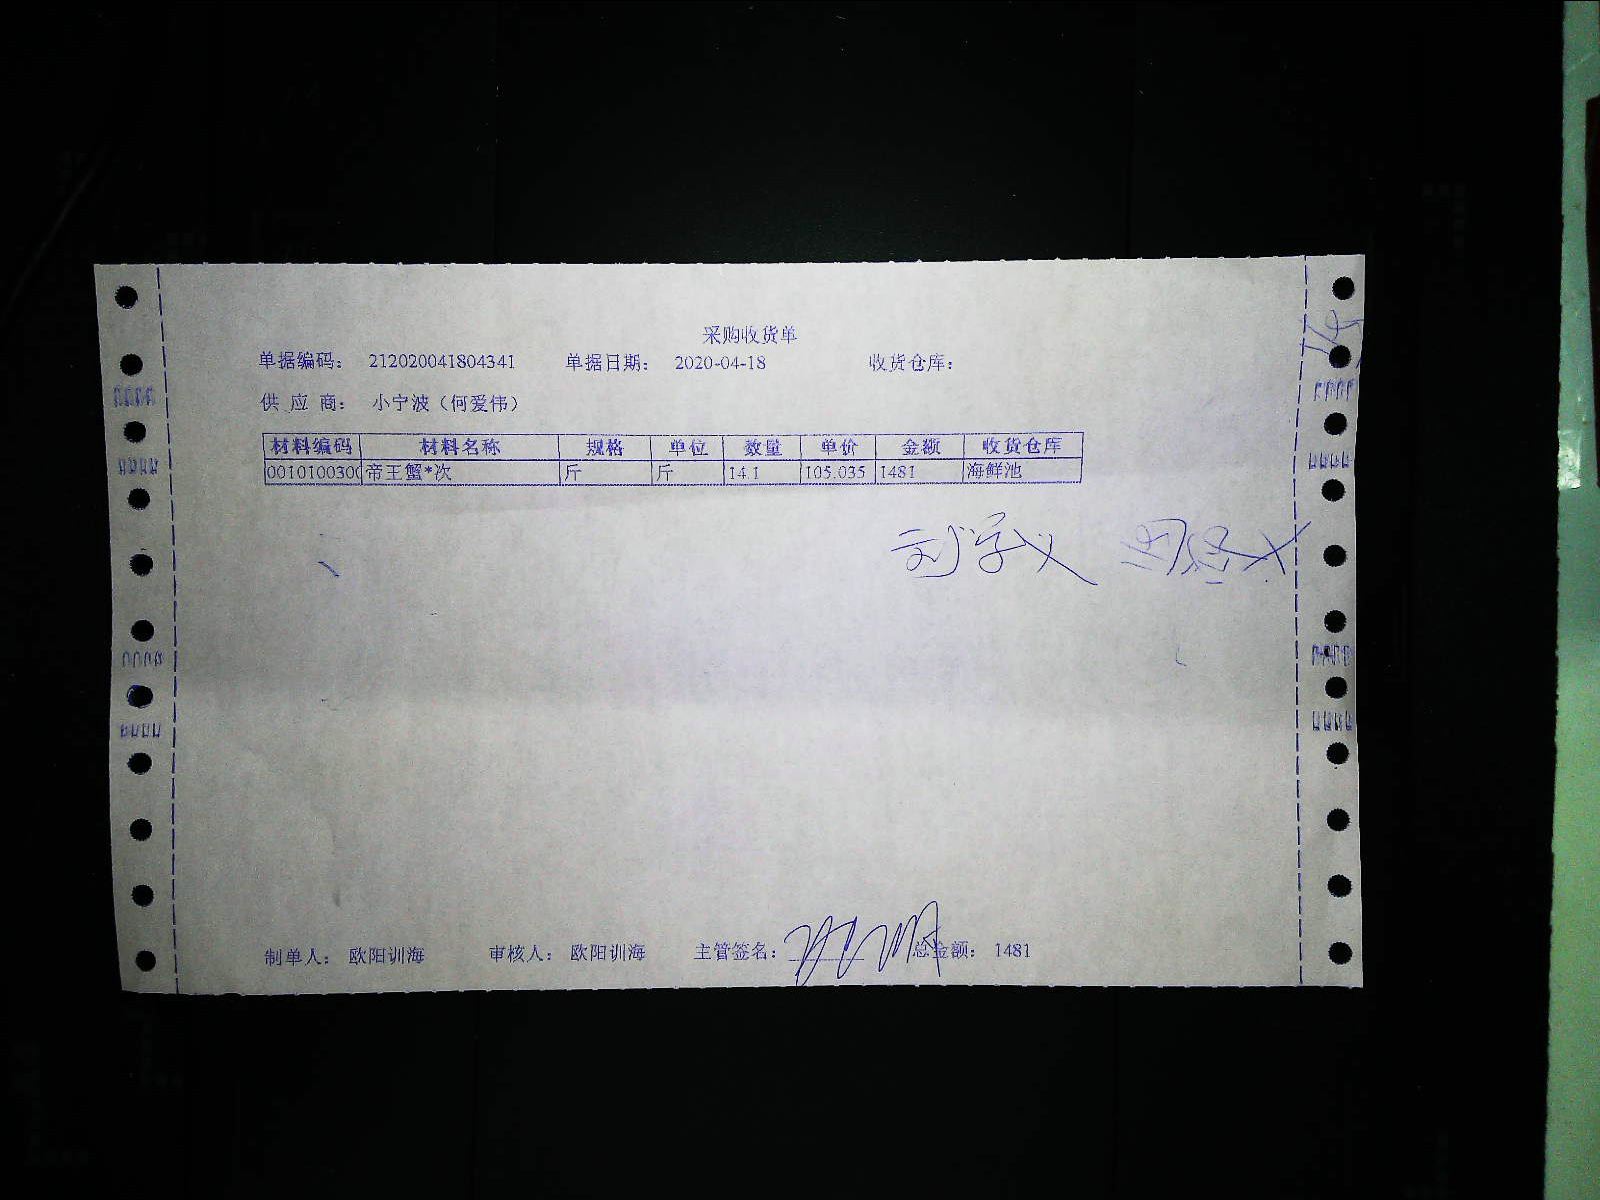 采购收货单
单据编码： 212020041804341 单据日期： 2020-04-18 收货仓库：
供 应 商： 小宁波（何爱伟）
材料编码 材料名称 规格 单位 数量 单价 金额 收货仓库
0010100300 帝王蟹*次 斤 斤 14.1 105.035 1481 海鲜池
制单人： 欧阳训海 审核人： 欧阳训海 主管签名： 总金额： 1481